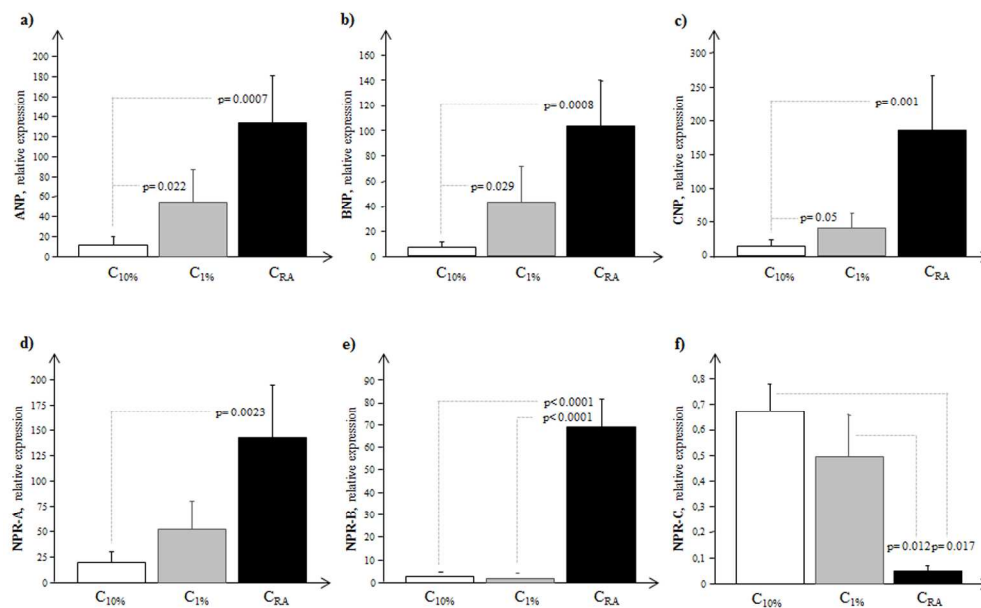 a)
ANP, relative expression
200
180
160
140
120
100
80
60
40
20
0
p=0.0007
p=0.022
C10%
C1%
CRA
b)
BNP, relative expression
160
140
120
100
80
60
40
20
0
p=0.0008
p=0.029
C10%
C1%
CRA
c)
CNP, relative expression
300
250
200
150
100
50
0
p=0.001
p=0.05
C10%
C1%
CRA
d)
NPR-A, relative expression
200
175
150
125
100
75
50
25
0
p=0.0023
C10%
C1%
CRA
e)
NPR-B, relative expression
90
80
70
60
50
40
30
20
10
0
p<0.0001
p<0.0001
C10%
C1%
CRA
f)
NPR-C, relative expression
0,8
0,7
0,6
0,5
0,4
0,3
0,2
0,1
0
p=0.012 p=0.017
C10%
C1%
CRA